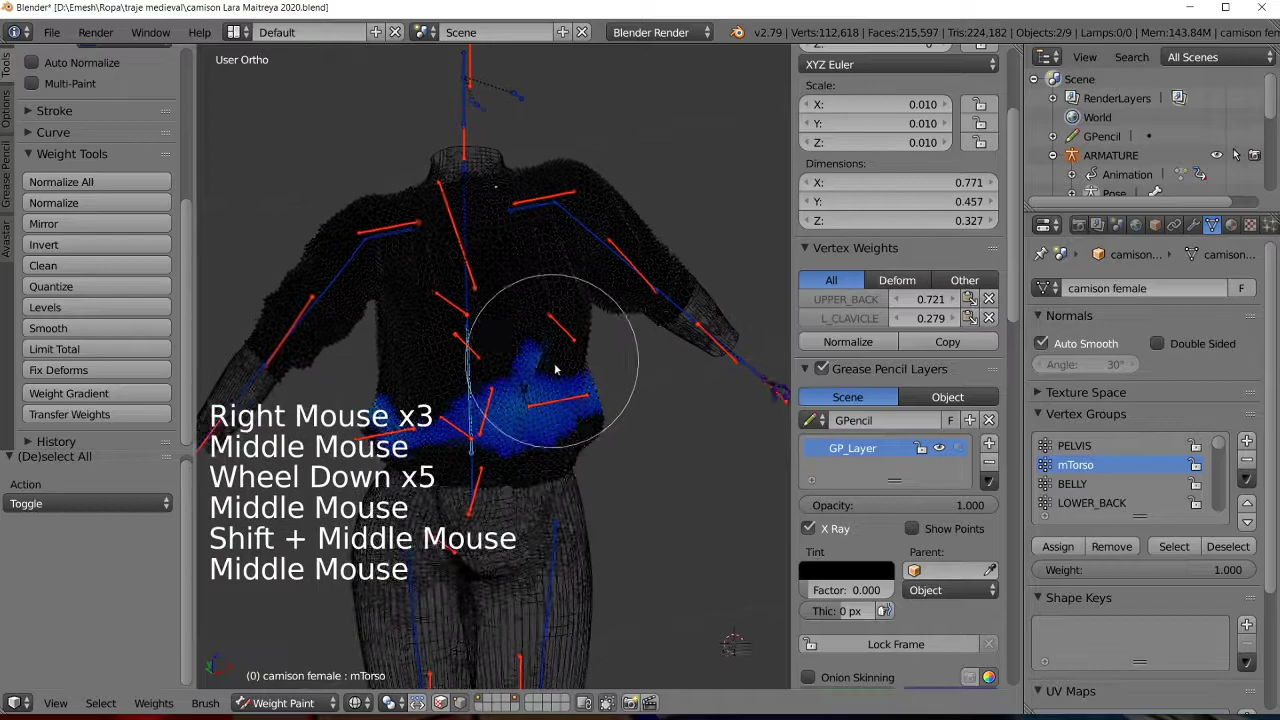 Blender* [D:\Emesh\Ropa\traje medieval\camison Lara Maitreya 2020.blend]
File Render Window Help Default Scene Blender Render v2.79 | Verts:112,618 | Faces:215,597 | Tris:224,182 | Objects:2/9 | Lamps:0/0 | Mem:143.84M | camison fem
Tools
Options
Grease Pencil
Avastar
Auto Normalize
Multi-Paint
Stroke
Curve
Weight Tools
Normalize All
Normalize
Mirror
Invert
Clean
Quantize
Levels
Smooth
Limit Total
Fix Deforms
Weight Gradient
Transfer Weights
History
(De)select All
Action
Toggle
User Ortho
Right Mouse x3
Middle Mouse
Wheel Down x5
Middle Mouse
Shift + Middle Mouse
Middle Mouse
(0) camison female : mTorso
View Select Weights Brush Weight Paint
XYZ Euler
Scale:
X: 0.010
Y: 0.010
Z: 0.010
Dimensions:
X: 0.771
Y: 0.457
Z: 0.327
Vertex Weights
All Deform Other
UPPER_BACK 0.721
L_CLAVICLE 0.279
Normalize Copy
Grease Pencil Layers
Scene Object
GPencil F
GP_Layer
Opacity: 1.000
X Ray Show Points
Tint Parent:
Factor: 0.000 Object
Thic: 0 px
Lock Frame
Onion Skinning
View Search All Scenes
Scene
RenderLayers
World
GPencil
ARMATURE
Animation
Pose
camison... camison...
camison female F
Normals
Auto Smooth Double Sided
Angle: 30°
Texture Space
Vertex Groups
PELVIS
mTorso
BELLY
LOWER_BACK
Assign Remove Select Deselect
Weight: 1.000
Shape Keys
UV Maps